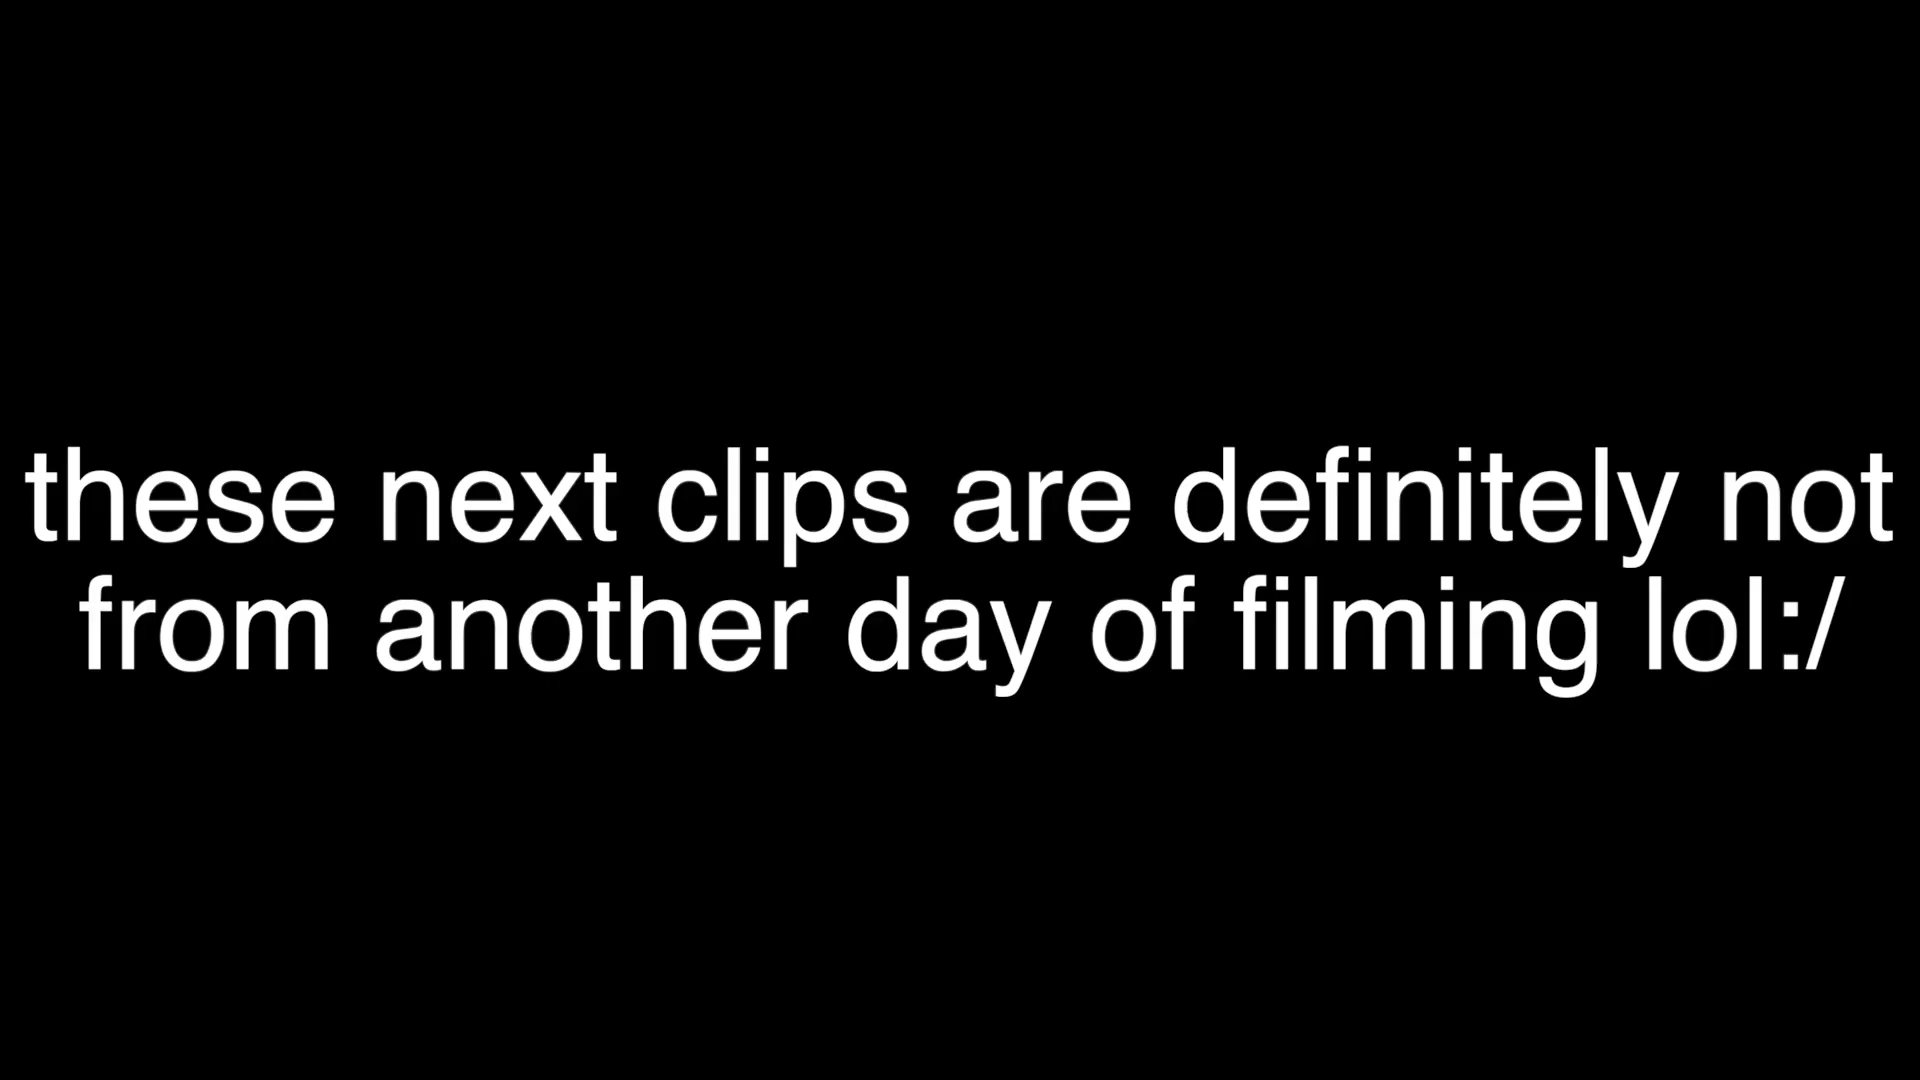 these next clips are definitely not
from another day of filming lol:/